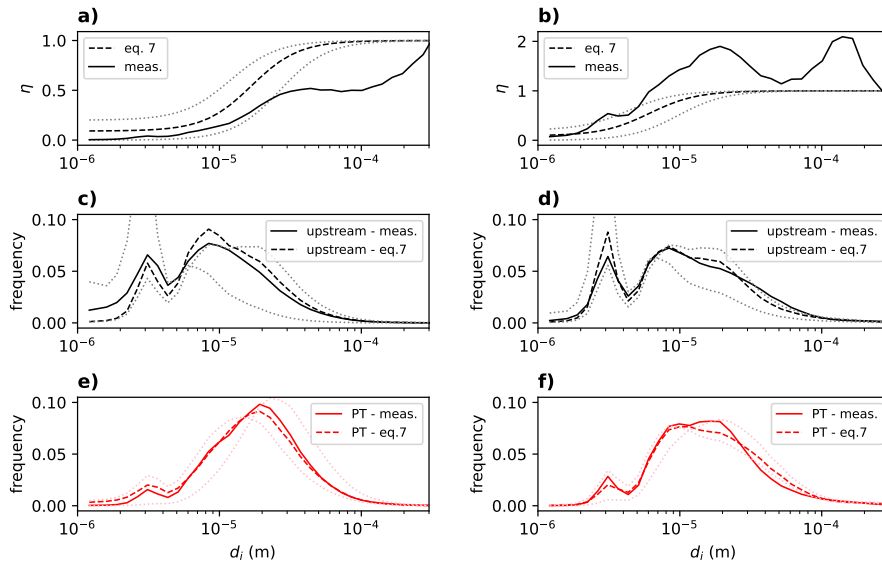 a)
1.0
0.5
0.0
η
eq. 7
meas.
10⁻⁶
10⁻⁵
10⁻⁴
b)
2
1
0
η
eq. 7
meas.
10⁻⁶
10⁻⁵
10⁻⁴
c)
0.10
0.05
0.00
frequency
upstream - meas.
upstream - eq.7
10⁻⁶
10⁻⁵
10⁻⁴
d)
0.10
0.05
0.00
frequency
upstream - meas.
upstream - eq.7
10⁻⁶
10⁻⁵
10⁻⁴
e)
0.10
0.05
0.00
frequency
PT - meas.
PT - eq.7
10⁻⁶
10⁻⁵
10⁻⁴
dᵢ (m)
f)
0.10
0.05
0.00
frequency
PT - meas.
PT - eq.7
10⁻⁶
10⁻⁵
10⁻⁴
dᵢ (m)